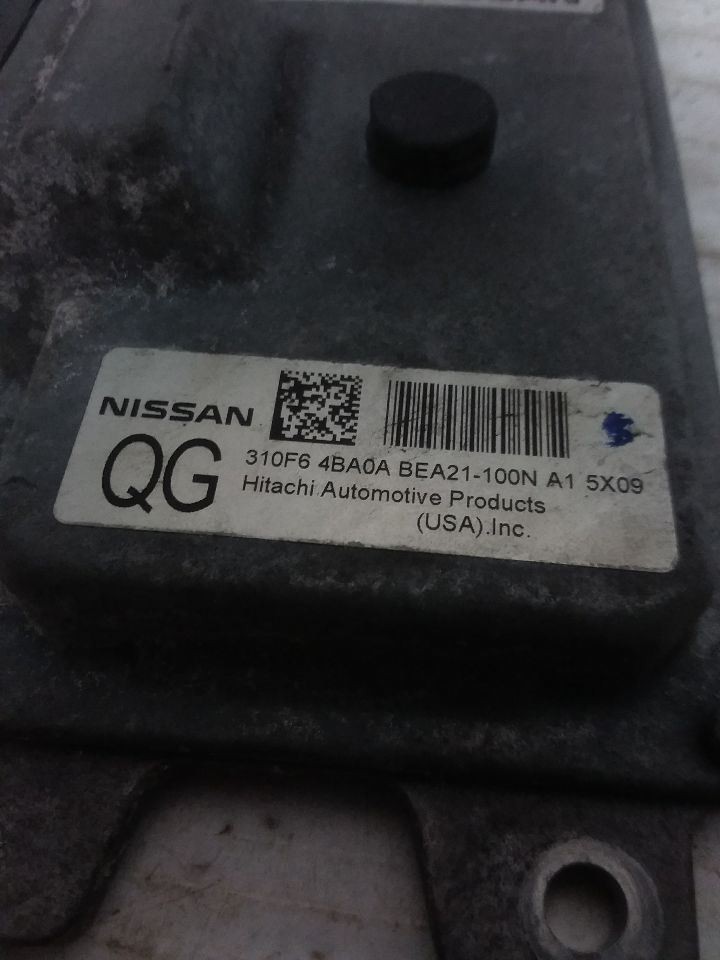 NISSAN
QG
310F6 4BA0A BEA21-100N A1 5X09
Hitachi Automotive Products
(USA).Inc.